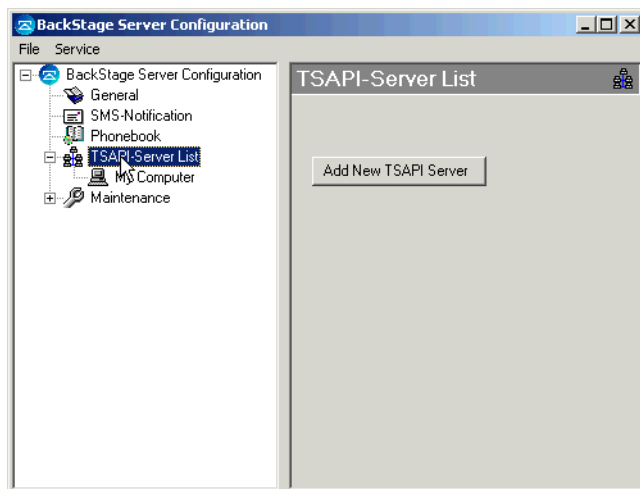 BackStage Server Configuration
File Service
BackStage Server Configuration
General
SMS-Notification
Phonebook
TSAPI-Server List
My Computer
Maintenance
TSAPI-Server List
Add New TSAPI Server